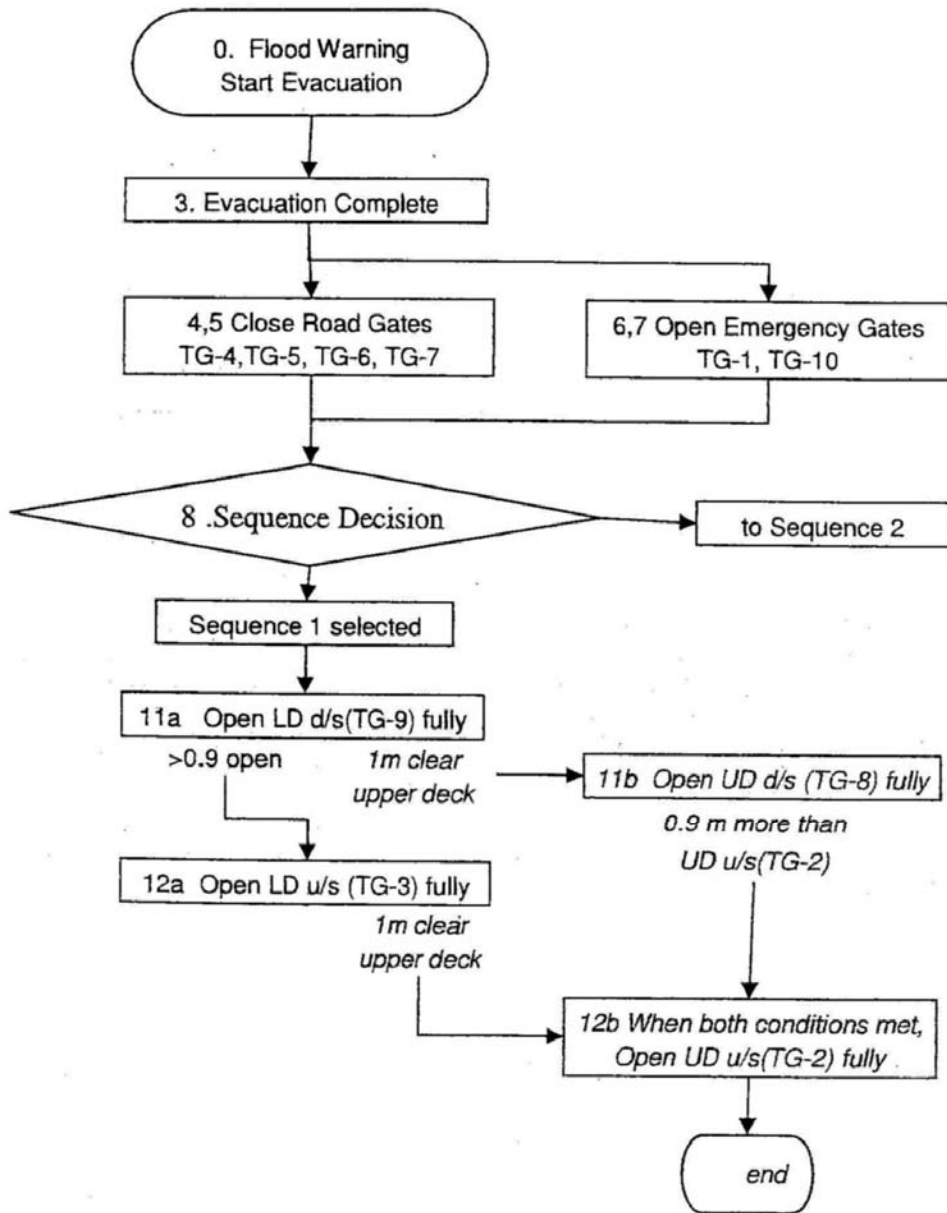 0. Flood Warning
Start Evacuation
3. Evacuation Complete
4,5 Close Road Gates
TG-4,TG-5, TG-6, TG-7
6,7 Open Emergency Gates
TG-1, TG-10
8 .Sequence Decision
to Sequence 2
Sequence 1 selected
11a Open LD d/s(TG-9) fully
>0.9 open
1m clear
upper deck
11b Open UD d/s (TG-8) fully
0.9 m more than
UD u/s(TG-2)
12a Open LD u/s (TG-3) fully
1m clear
upper deck
12b When both conditions met,
Open UD u/s(TG-2) fully
end